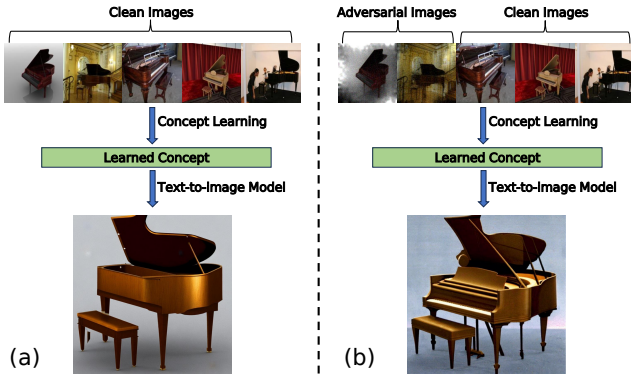 Clean Images
Concept Learning
Learned Concept
Text-to-image Model
(a)
Adversarial Images
Clean Images
Concept Learning
Learned Concept
Text-to-image Model
(b)